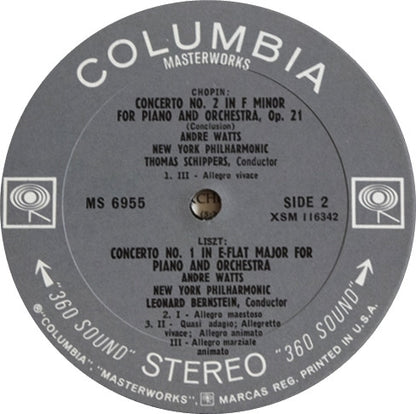 COLUMBIA
MASTERWORKS
CHOPIN:
CONCERTO NO. 2 IN F MINOR
FOR PIANO AND ORCHESTRA, Op. 21
(Conclusion)
ANDRE WATTS
NEW YORK PHILHARMONIC
THOMAS SCHIPPERS, Conductor
1. III - Allegro vivace
MS 6955
SIDE 2
XSM 116342
LISZT:
CONCERTO NO. 1 IN E-FLAT MAJOR FOR
PIANO AND ORCHESTRA
ANDRE WATTS
NEW YORK PHILHARMONIC
LEONARD BERNSTEIN, Conductor
2. I - Allegro maestoso
3. II - Quasi adagio; Allegretto
vivace; Allegro animato
III - Allegro marziale
animato
"360 SOUND" STEREO "360 SOUND"
"COLUMBIA", "MASTERWORKS", MARCAS REG. PRINTED IN U.S.A.